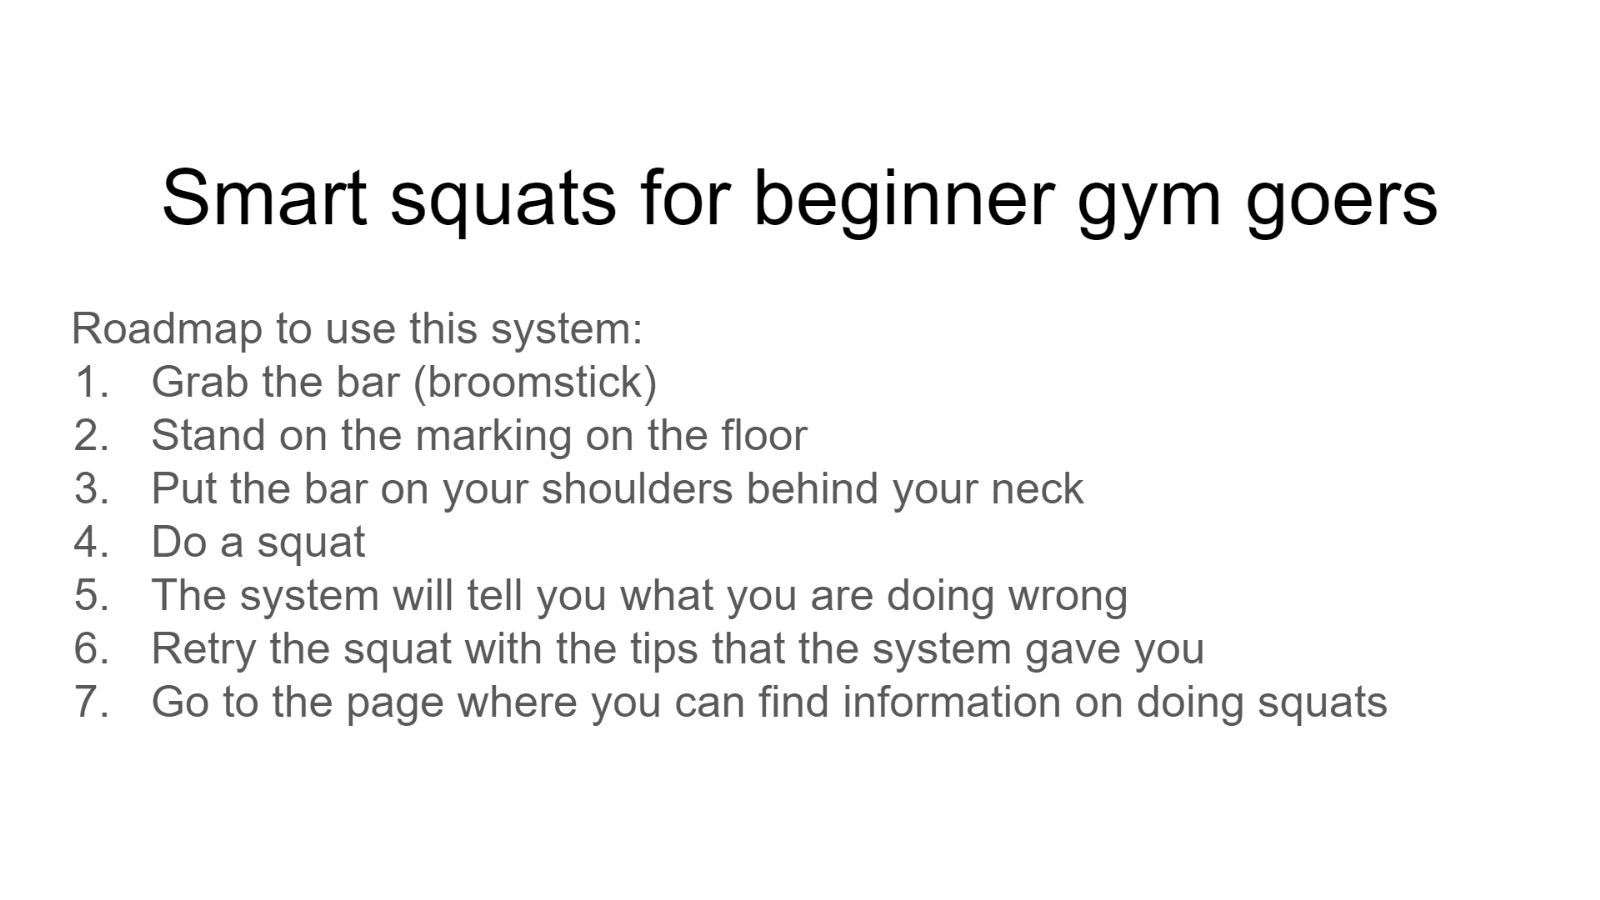 Smart squats for beginner gym goers
Roadmap to use this system:
1. Grab the bar (broomstick)
2. Stand on the marking on the floor
3. Put the bar on your shoulders behind your neck
4. Do a squat
5. The system will tell you what you are doing wrong
6. Retry the squat with the tips that the system gave you
7. Go to the page where you can find information on doing squats